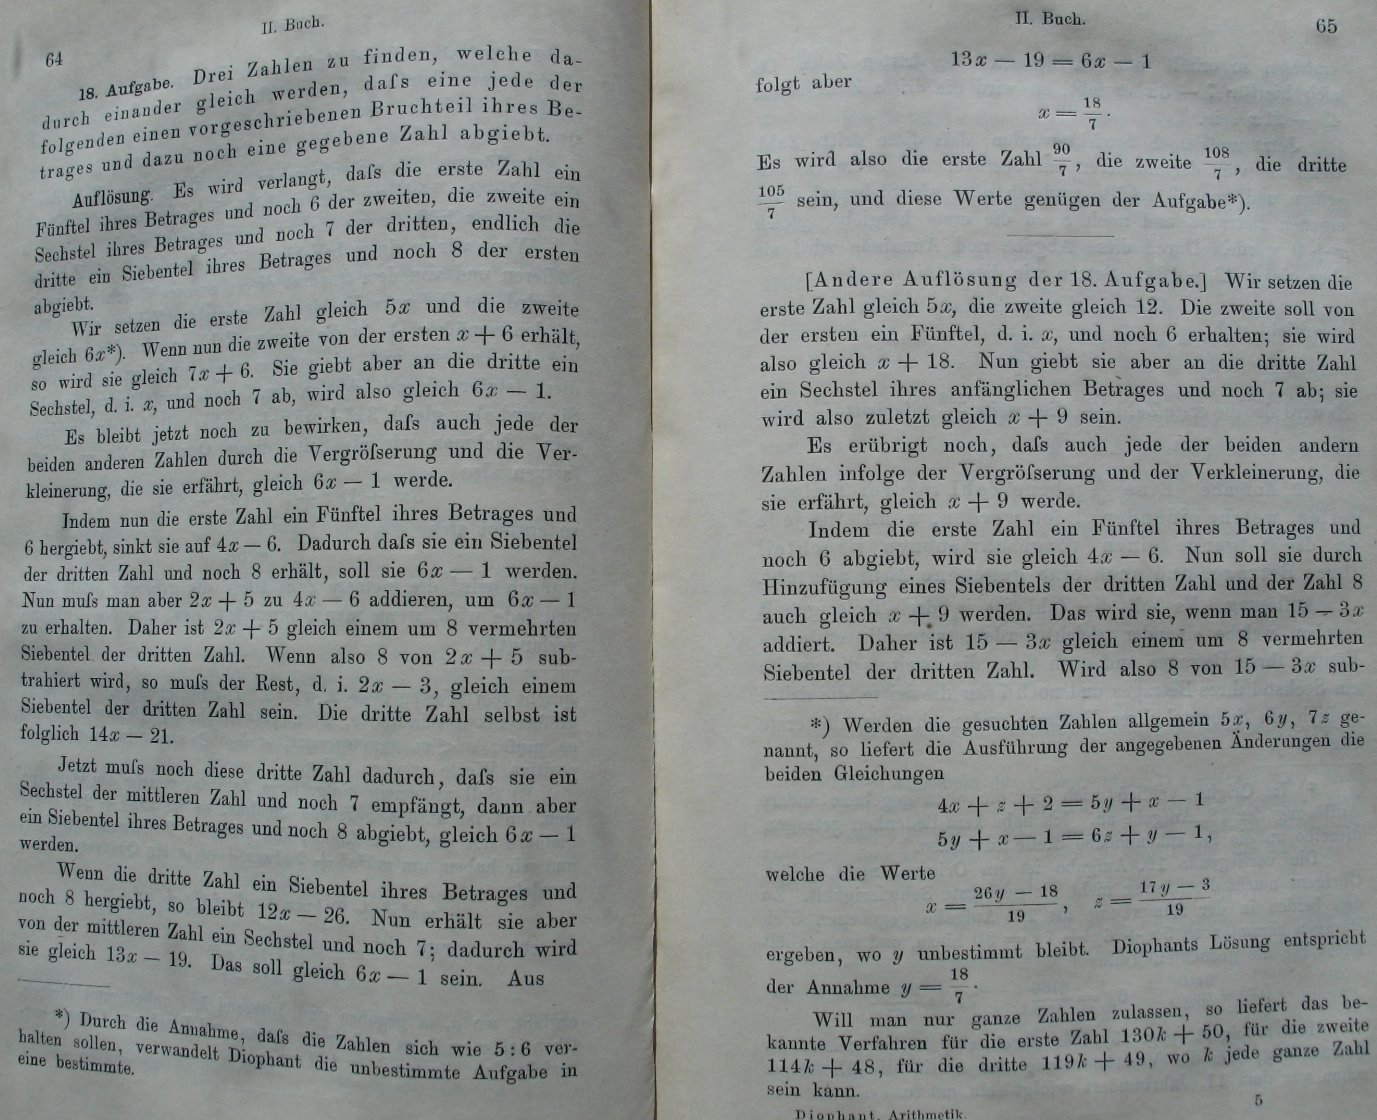 II. Buch.
64
18. Aufgabe. Drei Zahlen zu finden, welche da-
durch einander gleich werden, daſs eine jede der
folgenden einen vorgeschriebenen Bruchteil ihres Be-
trages und dazu noch eine gegebene Zahl abgiebt.
Auflösung. Es wird verlangt, daſs die erste Zahl ein
Fünftel ihres Betrages und noch 6 der zweiten, die zweite ein
Sechstel ihres Betrages und noch 7 der dritten, endlich die
dritte ein Siebentel ihres Betrages und noch 8 der ersten
abgiebt.
Wir setzen die erste Zahl gleich 5x und die zweite
gleich 6x*). Wenn nun die zweite von der ersten x + 6 erhält,
so wird sie gleich 7x + 6. Sie giebt aber an die dritte ein
Sechstel, d. i. x, und noch 7 ab, wird also gleich 6x — 1.
Es bleibt jetzt noch zu bewirken, daſs auch jede der
beiden anderen Zahlen durch die Vergröſserung und die Ver-
kleinerung, die sie erfährt, gleich 6x — 1 werde.
Indem nun die erste Zahl ein Fünftel ihres Betrages und
6 hergiebt, sinkt sie auf 4x — 6. Dadurch daſs sie ein Siebentel
der dritten Zahl und noch 8 erhält, soll sie 6x — 1 werden.
Nun muſs man aber 2x + 5 zu 4x — 6 addieren, um 6x — 1
zu erhalten. Daher ist 2x + 5 gleich einem um 8 vermehrten
Siebentel der dritten Zahl. Wenn also 8 von 2x + 5 sub-
trahiert wird, so muſs der Rest, d. i. 2x — 3, gleich einem
Siebentel der dritten Zahl sein. Die dritte Zahl selbst ist
folglich 14x — 21.
Jetzt muſs noch diese dritte Zahl dadurch, daſs sie ein
Sechstel der mittleren Zahl und noch 7 empfängt, dann aber
ein Siebentel ihres Betrages und noch 8 abgiebt, gleich 6x — 1
werden.
Wenn die dritte Zahl ein Siebentel ihres Betrages und
noch 8 hergiebt, so bleibt 12x — 26. Nun erhält sie aber
von der mittleren Zahl ein Sechstel und noch 7; dadurch wird
sie gleich 13x — 19. Das soll gleich 6x — 1 sein. Aus
*) Durch die Annahme, daſs die Zahlen sich wie 5 : 6 ver-
halten sollen, verwandelt Diophant die unbestimmte Aufgabe in
eine bestimmte.
II. Buch.
65
13x — 19 = 6x — 1
folgt aber
x = 18/7.
Es wird also die erste Zahl 90/7, die zweite 108/7, die dritte
105/7 sein, und diese Werte genügen der Aufgabe*).
[Andere Auflösung der 18. Aufgabe.] Wir setzen die
erste Zahl gleich 5x, die zweite gleich 12. Die zweite soll von
der ersten ein Fünftel, d. i. x, und noch 6 erhalten; sie wird
also gleich x + 18. Nun giebt sie aber an die dritte Zahl
ein Sechstel ihres anfänglichen Betrages und noch 7 ab; sie
wird also zuletzt gleich x + 9 sein.
Es erübrigt noch, daſs auch jede der beiden andern
Zahlen infolge der Vergröſserung und der Verkleinerung, die
sie erfährt, gleich x + 9 werde.
Indem die erste Zahl ein Fünftel ihres Betrages und
noch 6 abgiebt, wird sie gleich 4x — 6. Nun soll sie durch
Hinzufügung eines Siebentels der dritten Zahl und der Zahl 8
auch gleich x + 9 werden. Das wird sie, wenn man 15 — 3x
addiert. Daher ist 15 — 3x gleich einem um 8 vermehrten
Siebentel der dritten Zahl. Wird also 8 von 15 — 3x sub-
*) Werden die gesuchten Zahlen allgemein 5x, 6y, 7z ge-
nannt, so liefert die Ausführung der angegebenen Änderungen die
beiden Gleichungen
4x + z + 2 = 5y + x — 1
5y + x — 1 = 6z + y — 1,
welche die Werte
x = (26y — 18)/19, z = (17y — 3)/19
ergeben, wo y unbestimmt bleibt. Diophants Lösung entspricht
der Annahme y = 18/7.
Will man nur ganze Zahlen zulassen, so liefert das be-
kannte Verfahren für die erste Zahl 130k + 50, für die zweite
114k + 48, für die dritte 119k + 49, wo k jede ganze Zahl
sein kann.
Diophant, Arithmetik
5